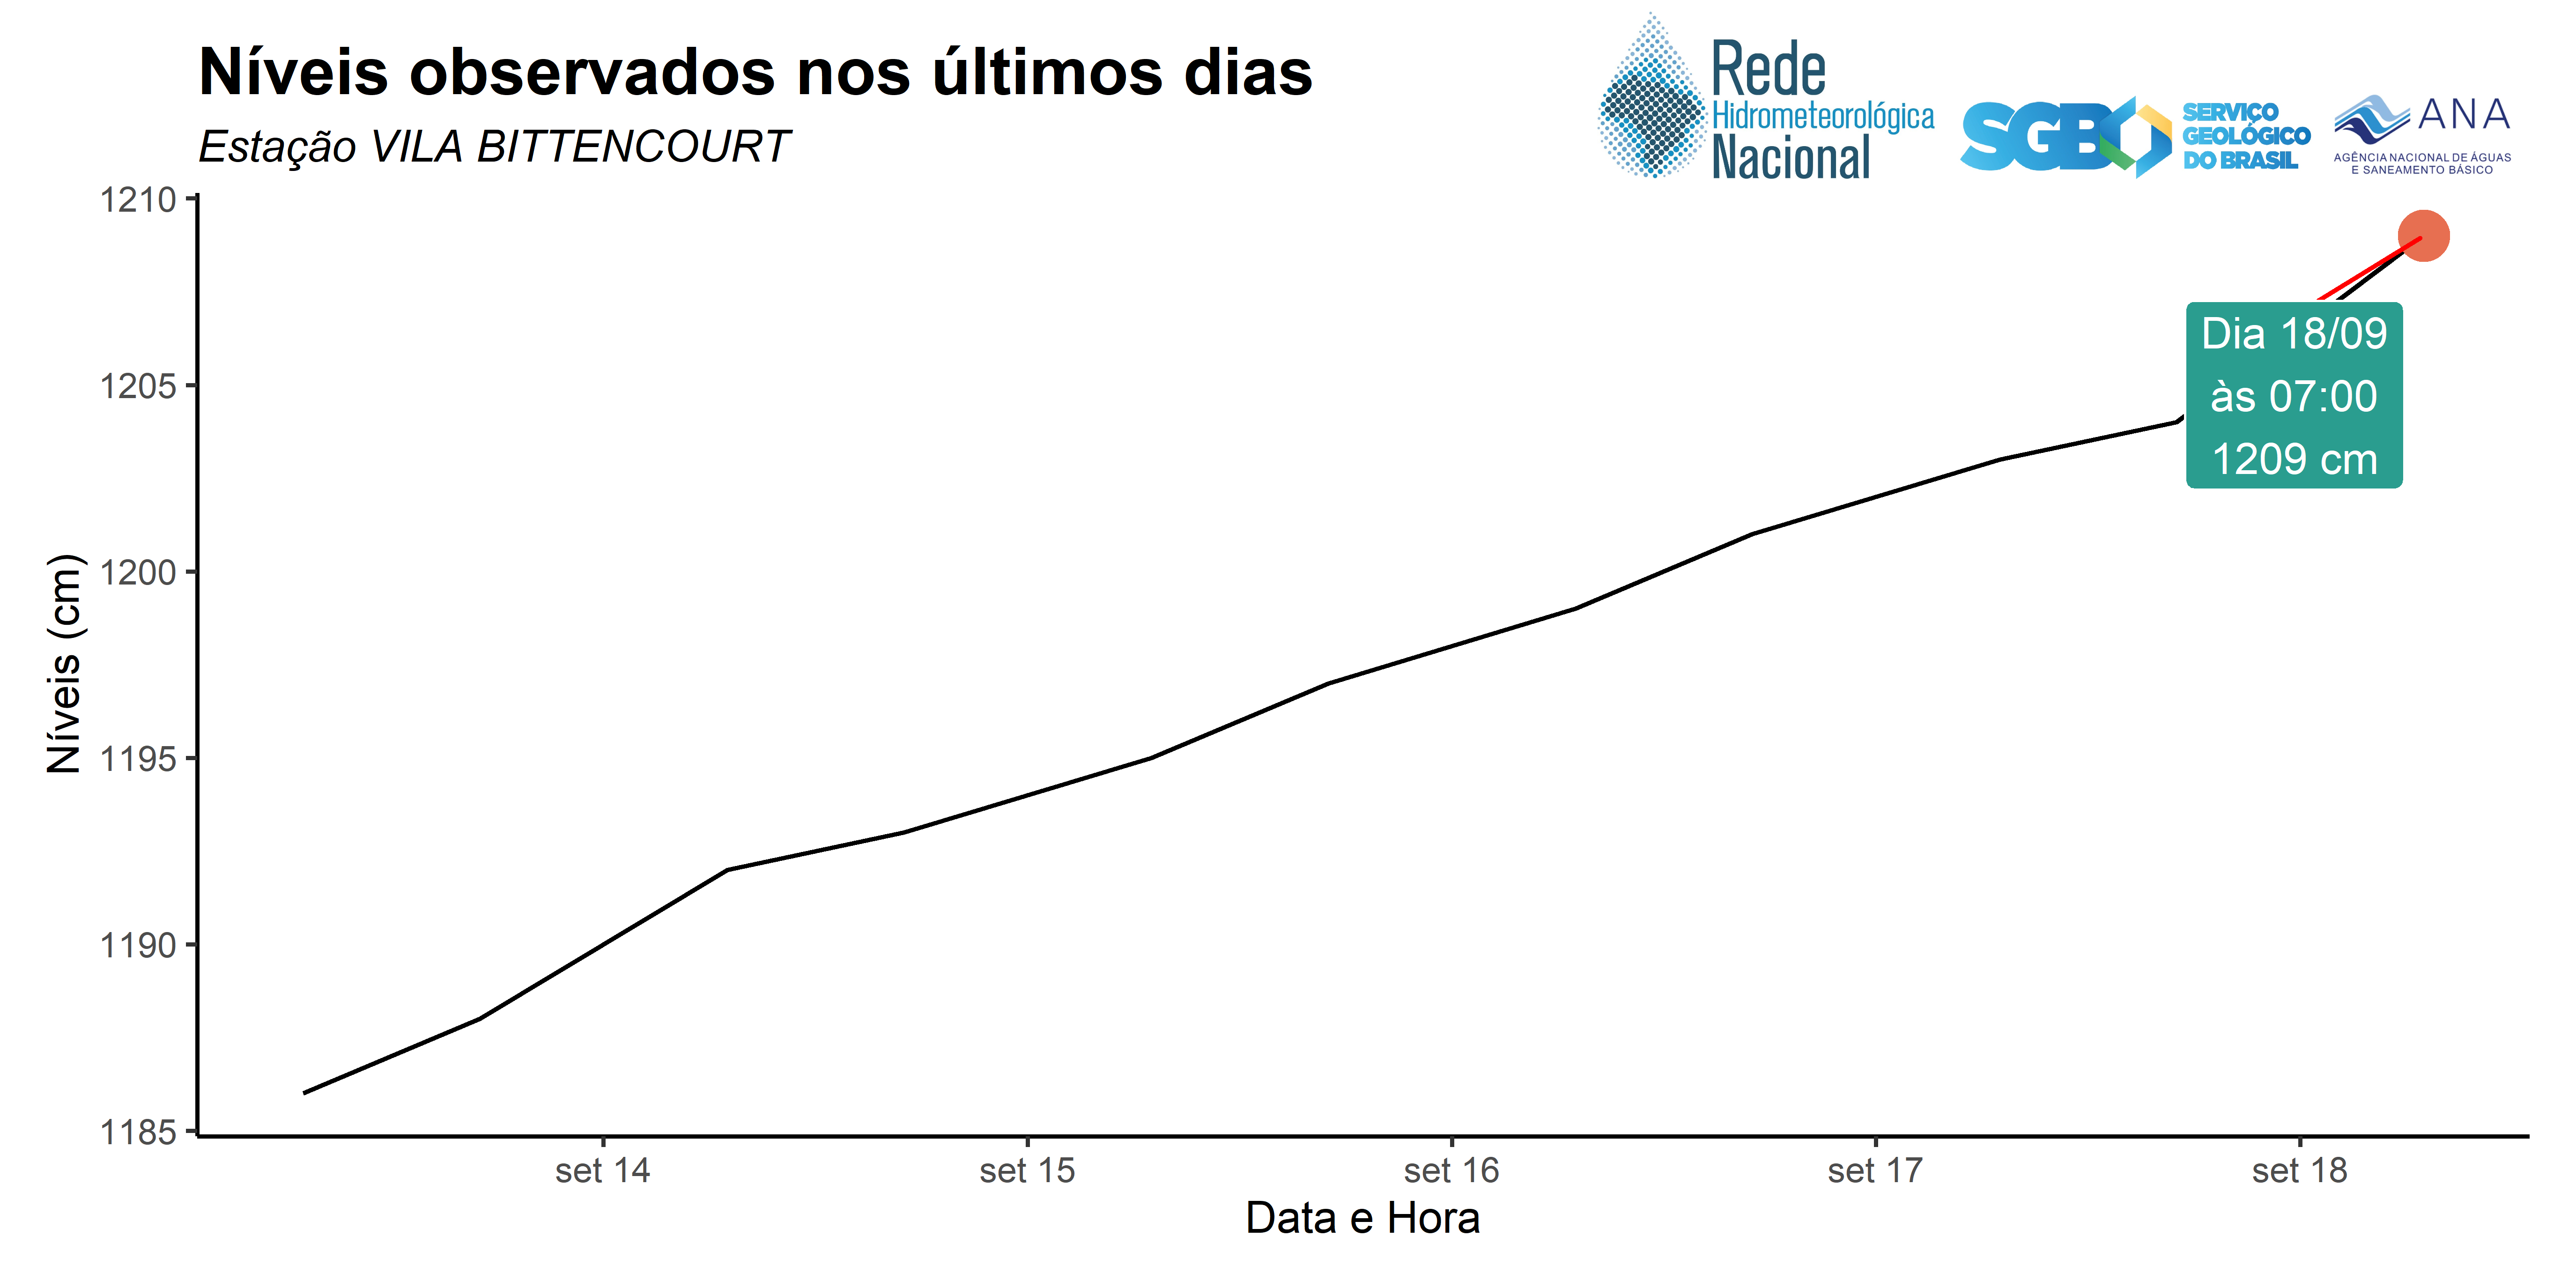 Níveis observados nos últimos dias
Estação VILA BITTENCOURT
Rede
Hidrometeorológica
Nacional
SGB
SERVIÇO
GEOLÓGICO
DO BRASIL
ANA
AGÊNCIA NACIONAL DE ÁGUAS
E SANEAMENTO BÁSICO
1210
1205
1200
1195
1190
1185
Níveis (cm)
Dia 18/09
às 07:00
1209 cm
set 14
set 15
set 16
set 17
set 18
Data e Hora